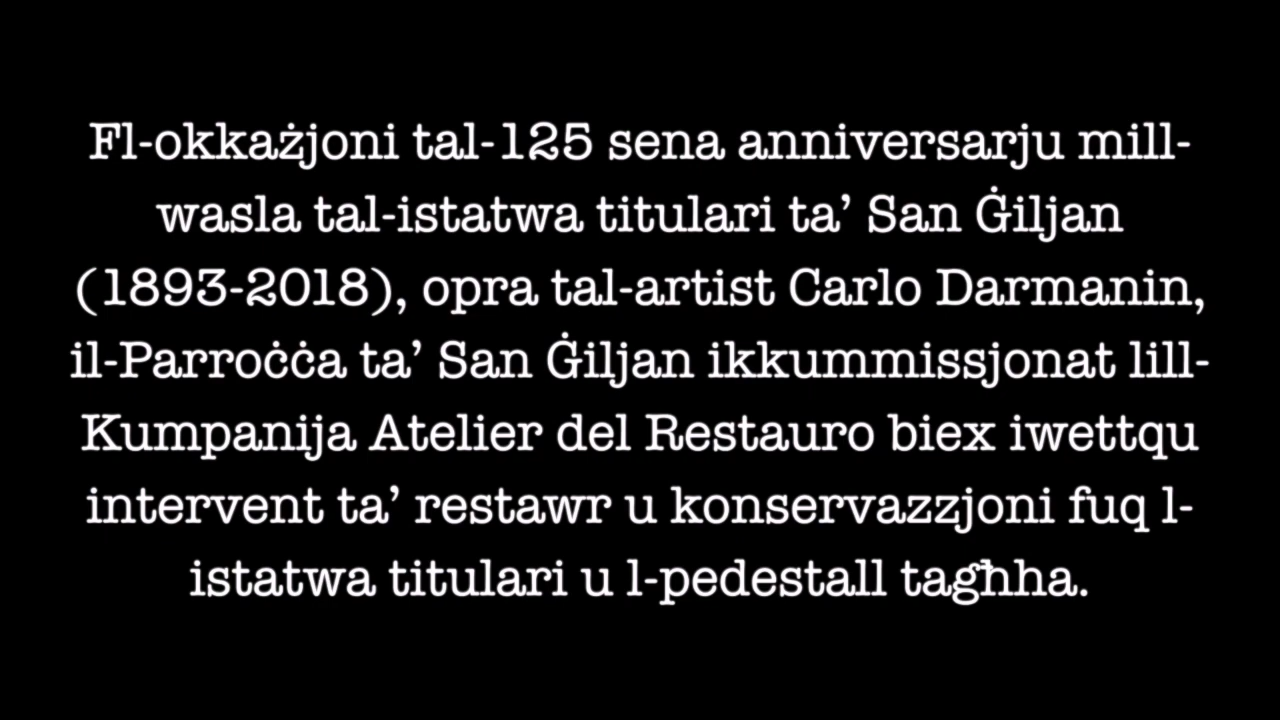 Fl-okkażjoni tal-125 sena anniversarju mill-
wasla tal-istatwa titulari ta’ San Ġiljan
(1893-2018), opra tal-artist Carlo Darmanin,
il-Parroċċa ta’ San Ġiljan ikkummissjonat lill-
Kumpanija Atelier del Restauro biex iwettqu
intervent ta’ restawr u konservazzjoni fuq l-
istatwa titulari u l-pedestall tagħha.